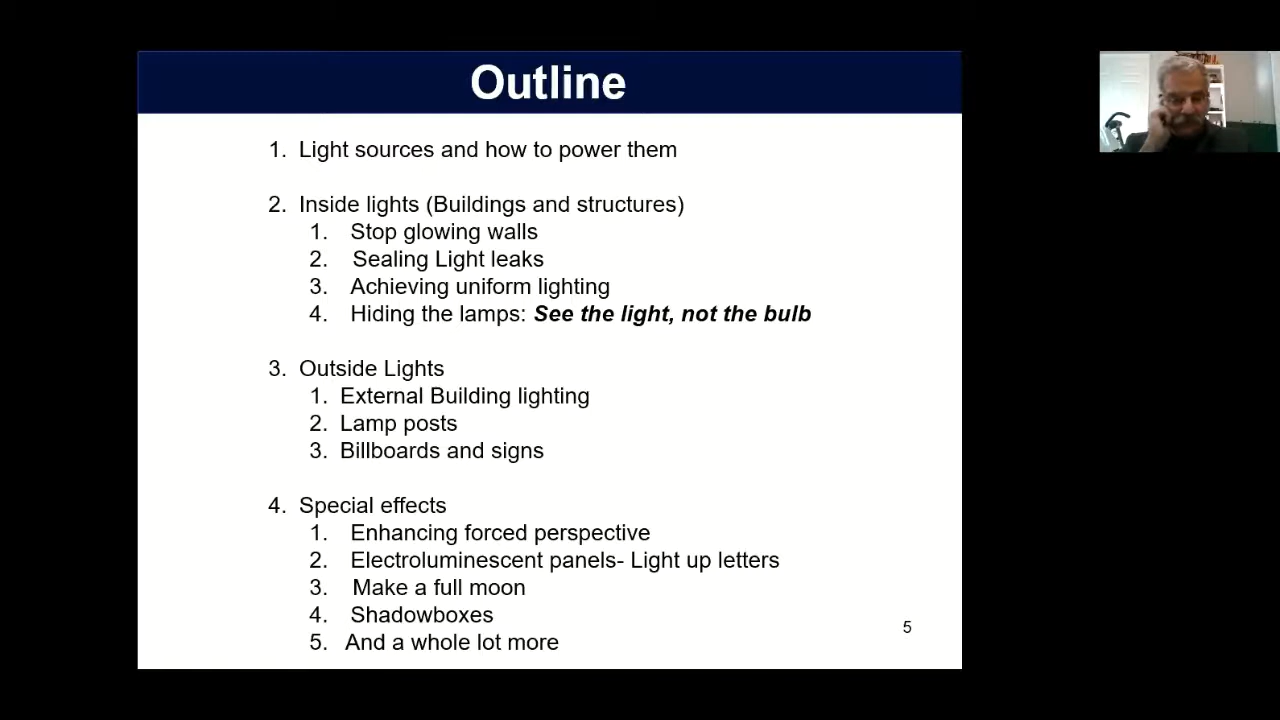 Outline
1. Light sources and how to power them
2. Inside lights (Buildings and structures)
1. Stop glowing walls
2. Sealing Light leaks
3. Achieving uniform lighting
4. Hiding the lamps: See the light, not the bulb
3. Outside Lights
1. External Building lighting
2. Lamp posts
3. Billboards and signs
4. Special effects
1. Enhancing forced perspective
2. Electroluminescent panels- Light up letters
3. Make a full moon
4. Shadowboxes
5. And a whole lot more
5